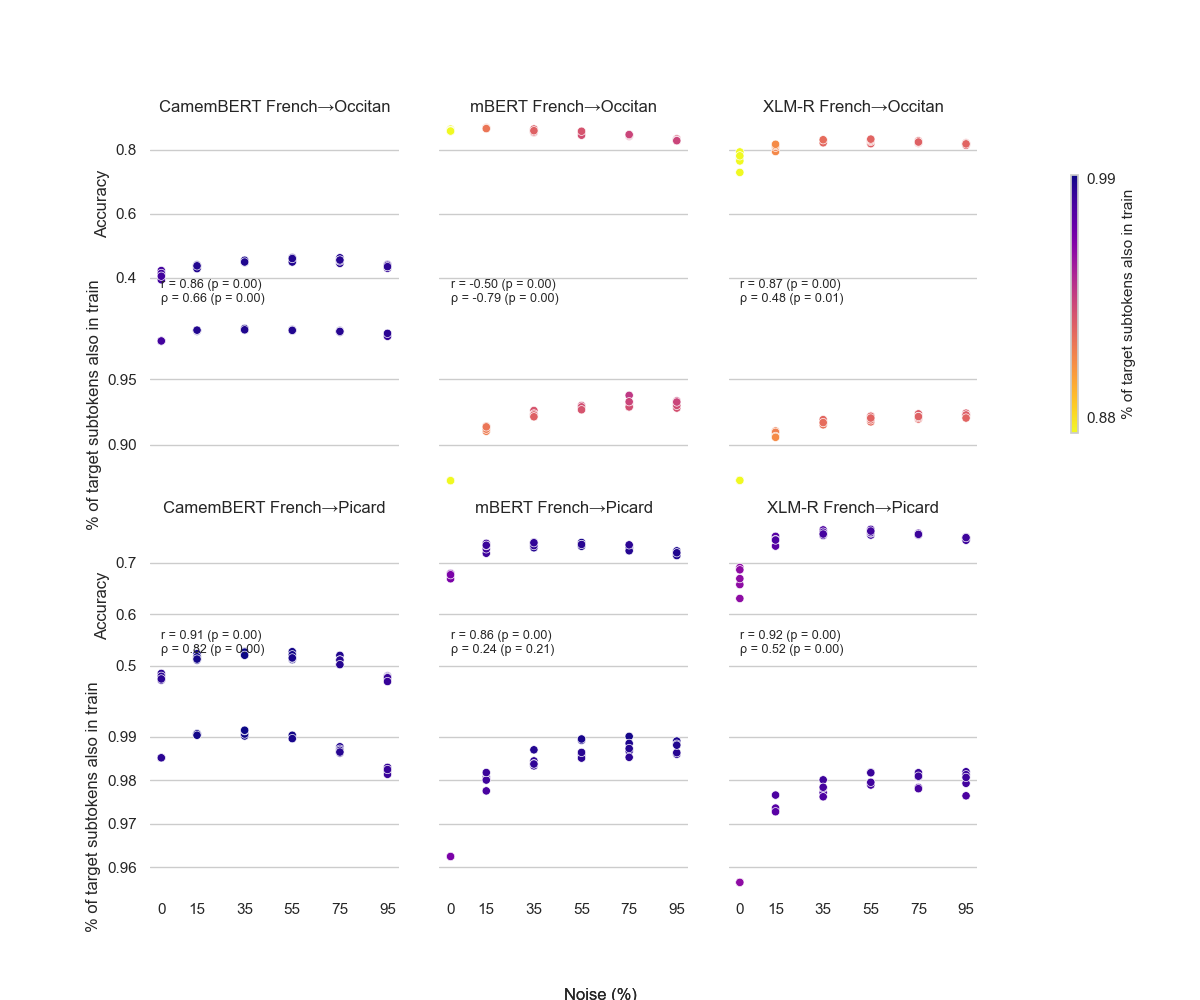 CamemBERT French→Occitan
mBERT French→Occitan
XLM-R French→Occitan
Accuracy
0.8
0.6
0.4
r = 0.86 (p = 0.00)
ρ = 0.66 (p = 0.00)
r = -0.50 (p = 0.00)
ρ = -0.79 (p = 0.00)
r = 0.87 (p = 0.00)
ρ = 0.48 (p = 0.01)
% of target subtokens also in train
0.95
0.90
0.99
0.88
% of target subtokens also in train
CamemBERT French→Picard
mBERT French→Picard
XLM-R French→Picard
Accuracy
0.7
0.6
0.5
r = 0.91 (p = 0.00)
ρ = 0.82 (p = 0.00)
r = 0.86 (p = 0.00)
ρ = 0.24 (p = 0.21)
r = 0.92 (p = 0.00)
ρ = 0.52 (p = 0.00)
% of target subtokens also in train
0.99
0.98
0.97
0.96
0 15 35 55 75 95
0 15 35 55 75 95
0 15 35 55 75 95
Noise (%)